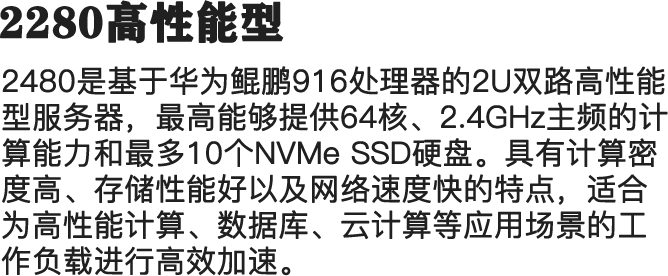 2280高性能型
2480是基于华为鲲鹏916处理器的2U双路高性能
型服务器，最高能够提供64核、2.4GHz主频的计
算能力和最多10个NVMe SSD硬盘。具有计算密
度高、存储性能好以及网络速度快的特点，适合
为高性能计算、数据库、云计算等应用场景的工
作负载进行高效加速。